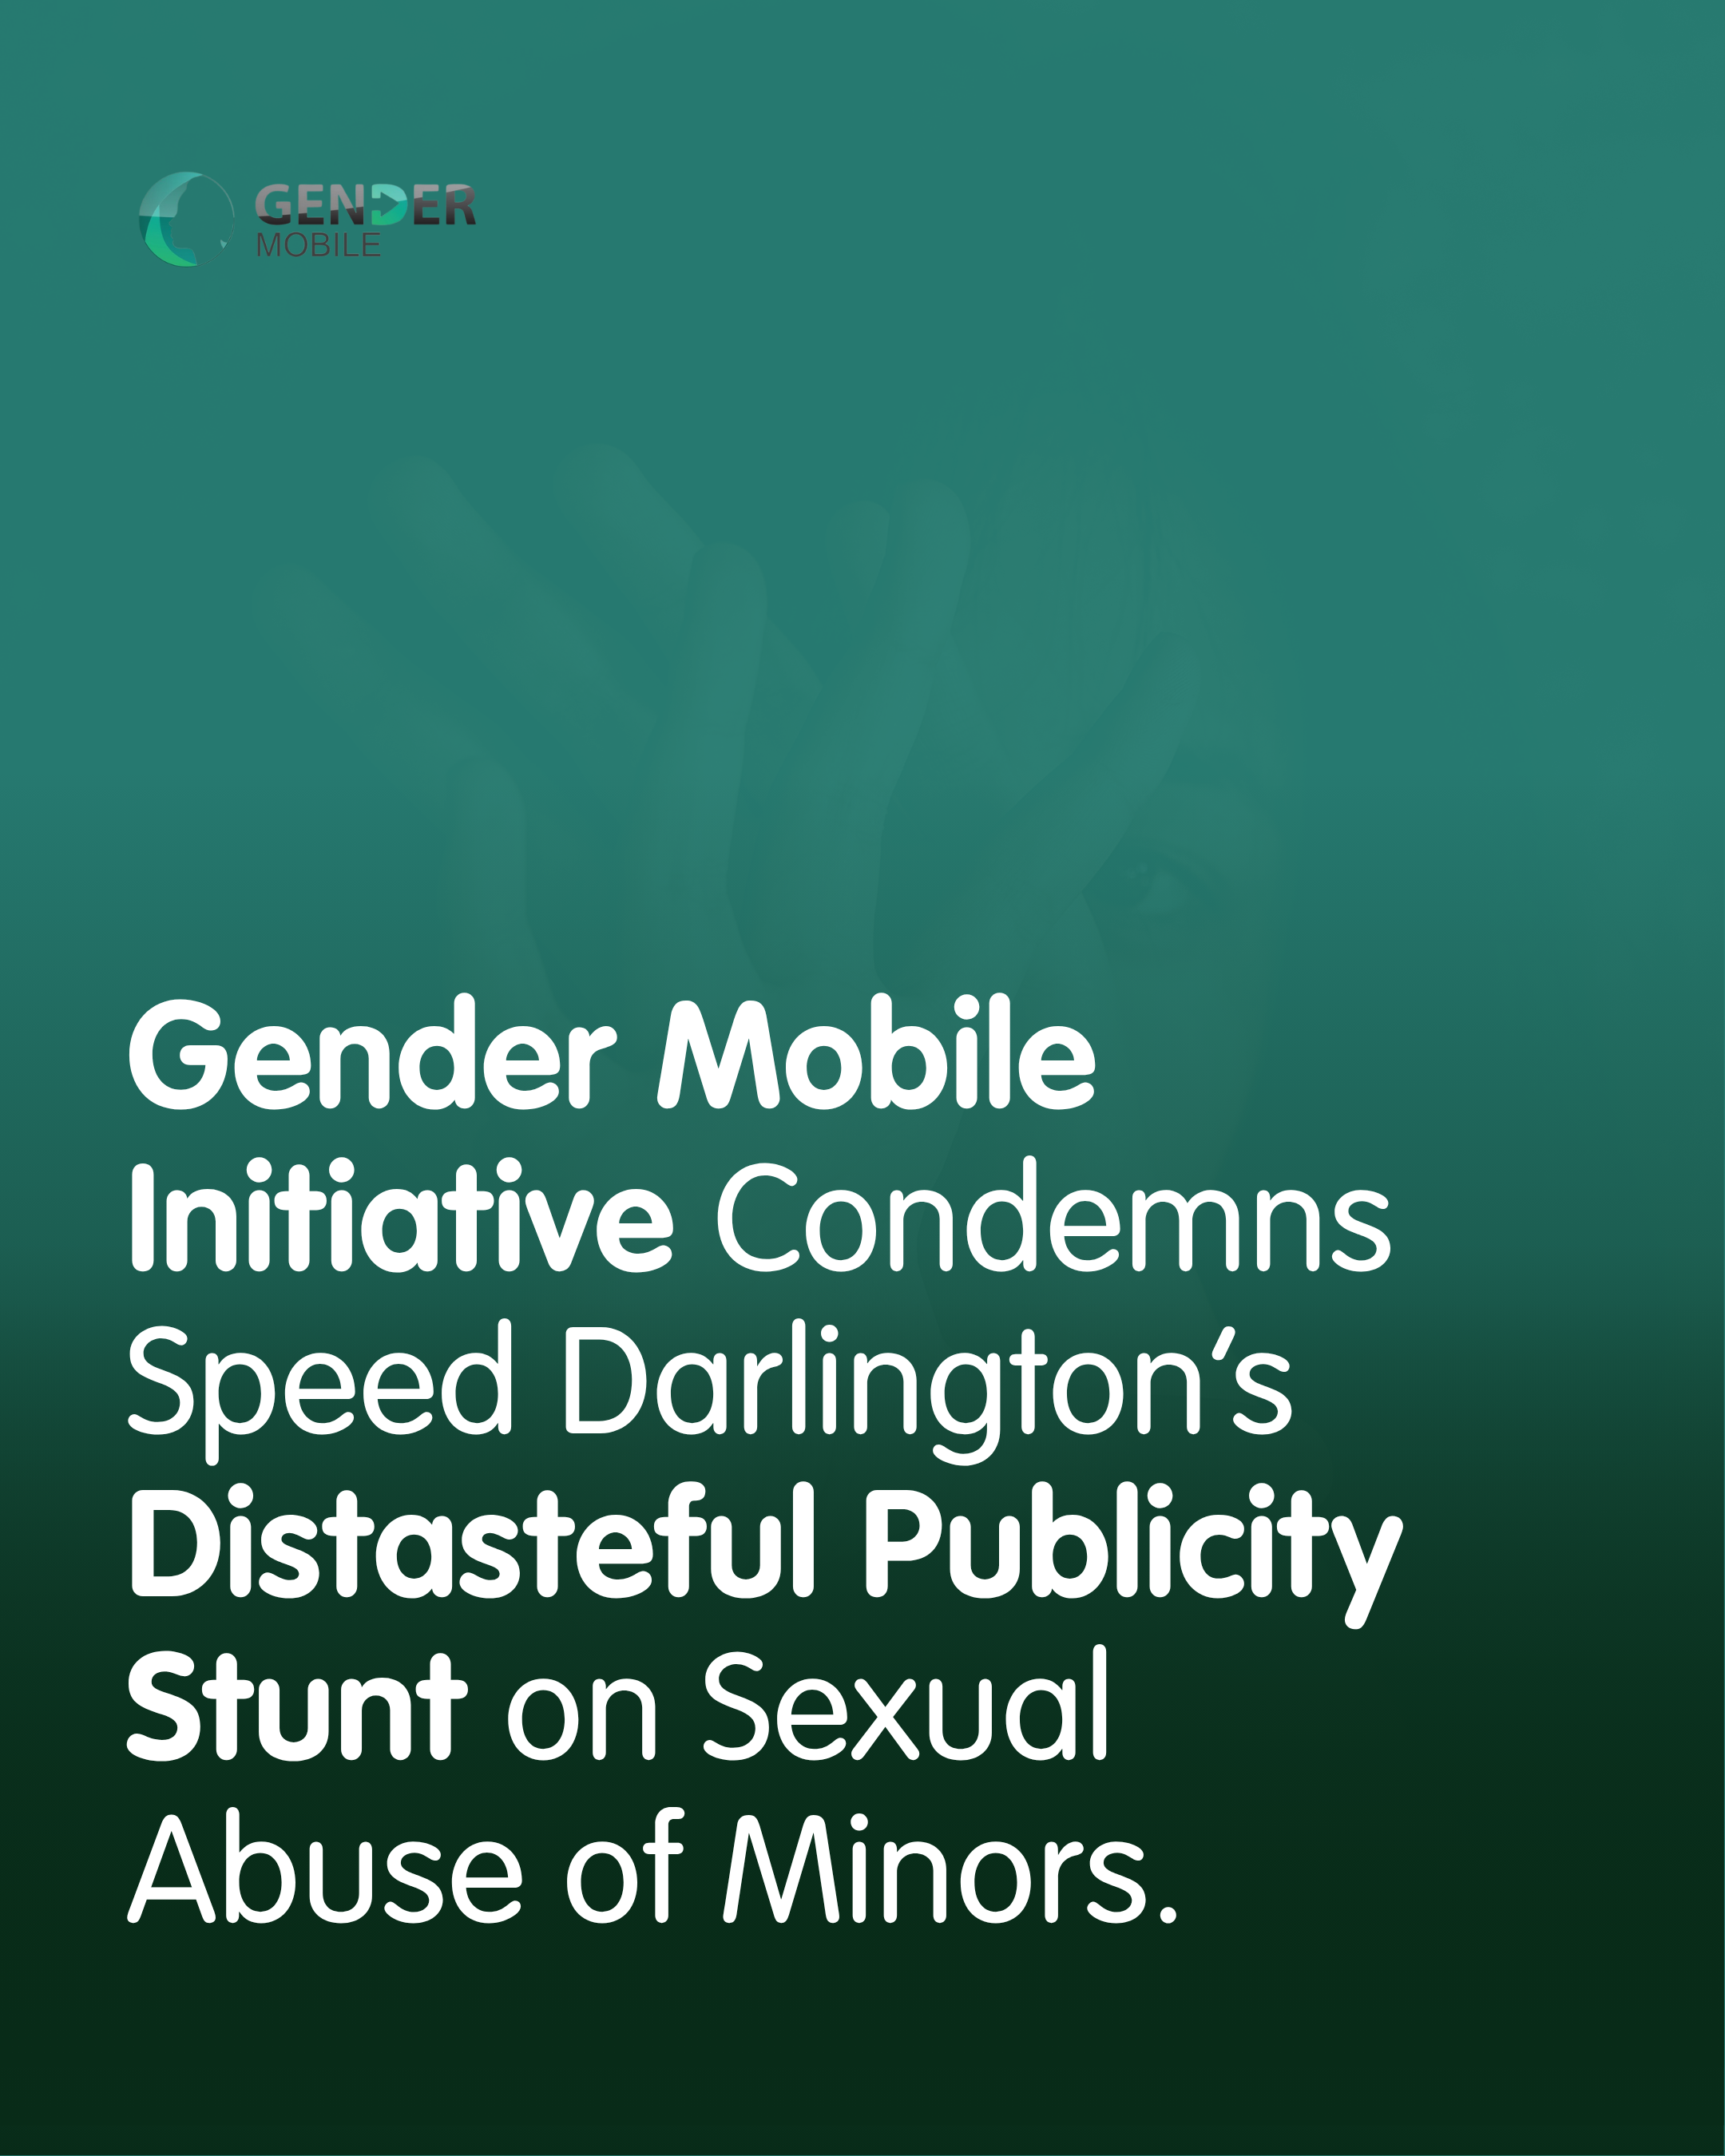 GENDER
MOBILE
Gender Mobile
Initiative Condemns
Speed Darlington’s
Distasteful Publicity
Stunt on Sexual
Abuse of Minors.